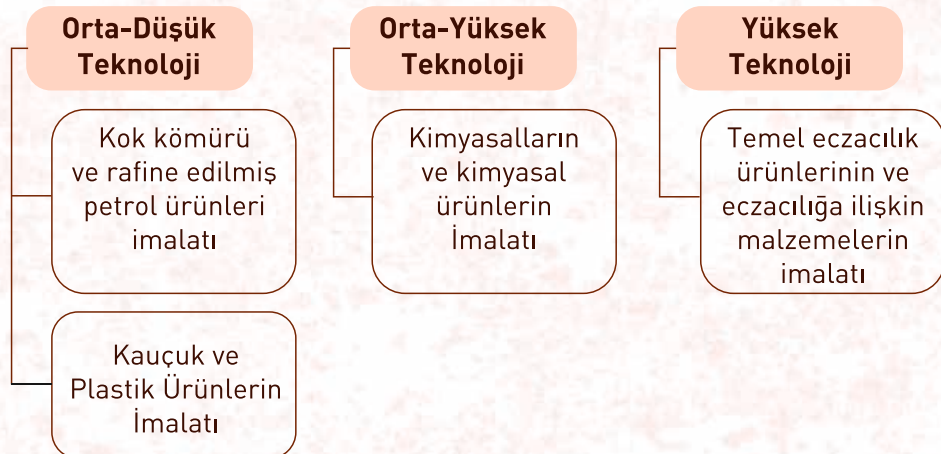 Orta-Düşük
Teknoloji
Kok kömürü
ve rafine edilmiş
petrol ürünleri
imalatı
Kauçuk ve
Plastik Ürünlerin
İmalatı
Orta-Yüksek
Teknoloji
Kimyasalların
ve kimyasal
ürünlerin
İmalatı
Yüksek
Teknoloji
Temel eczacılık
ürünlerinin ve
eczacılığa ilişkin
malzemelerin
imalatı